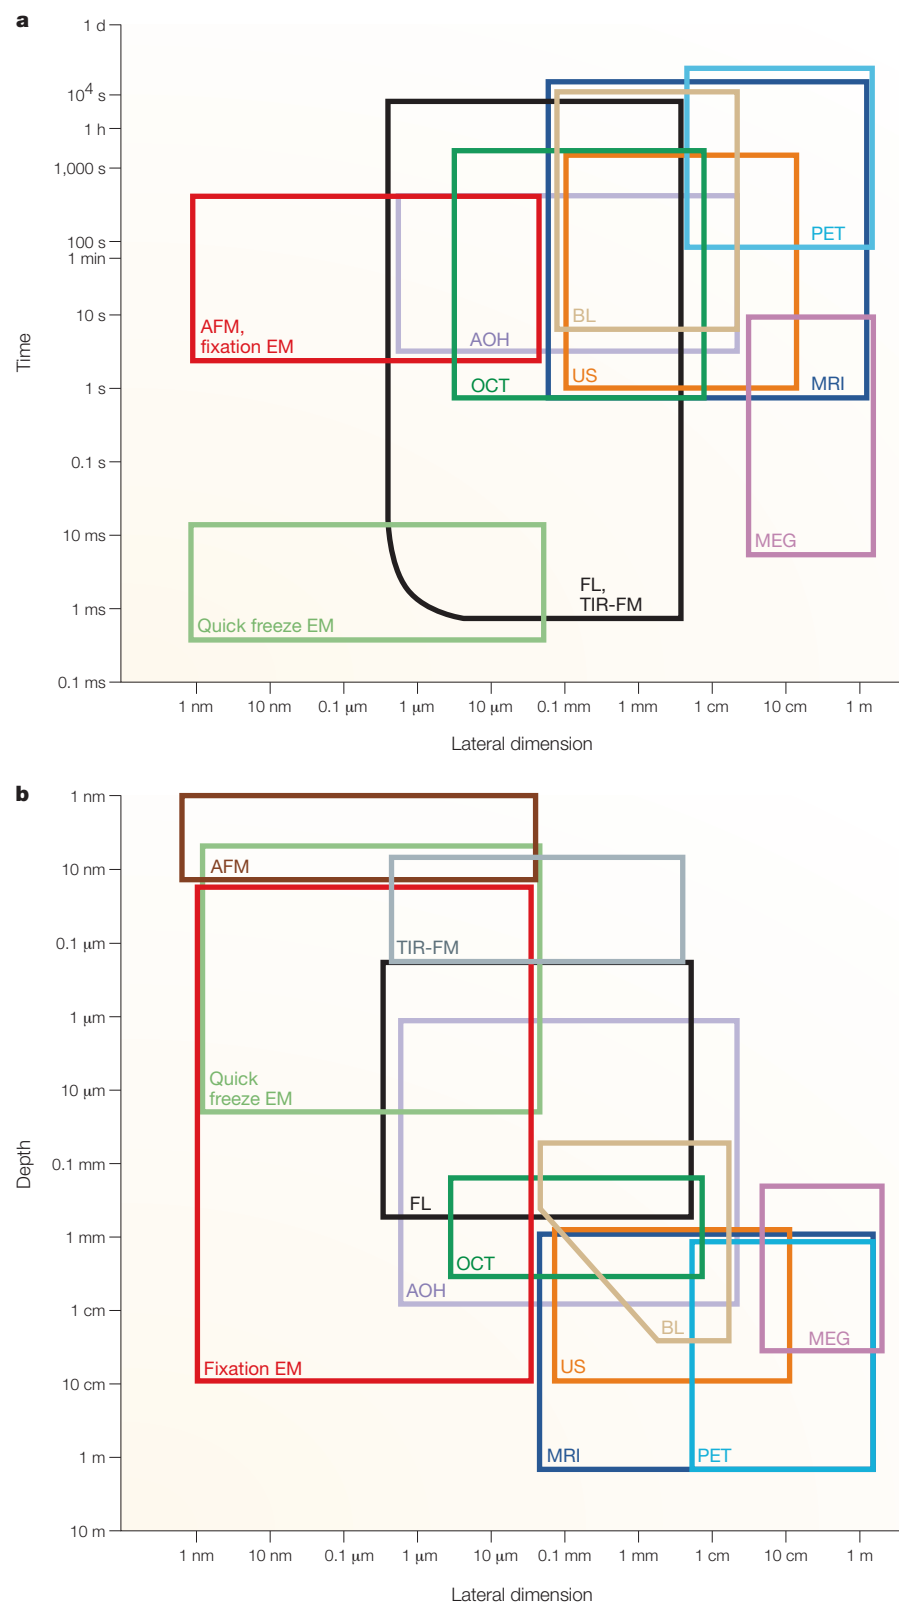 a
1 d
10⁴ s
1 h
1,000 s
100 s
1 min
10 s
1 s
0.1 s
10 ms
1 ms
0.1 ms
Time
PET
BL
AFM,
fixation EM
AOH
US
OCT
MRI
MEG
FL,
TIR-FM
Quick freeze EM
1 nm
10 nm
0.1 μm
1 μm
10 μm
0.1 mm
1 mm
1 cm
10 cm
1 m
Lateral dimension
b
1 nm
10 nm
0.1 μm
1 μm
10 μm
0.1 mm
1 mm
1 cm
10 cm
1 m
10 m
Depth
AFM
TIR-FM
Quick
freeze EM
FL
OCT
AOH
BL
MEG
Fixation EM
US
MRI
PET
1 nm
10 nm
0.1 μm
1 μm
10 μm
0.1 mm
1 mm
1 cm
10 cm
1 m
Lateral dimension